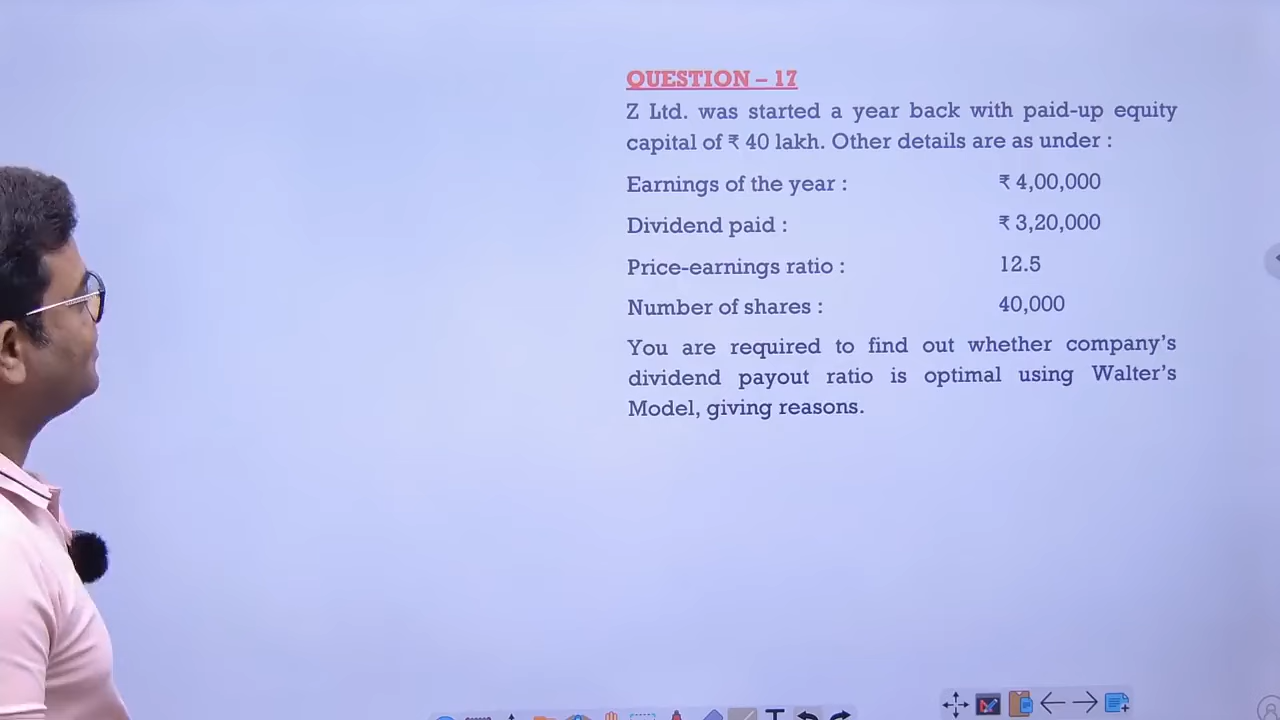 QUESTION – 17
Z Ltd. was started a year back with paid-up equity
capital of ₹ 40 lakh. Other details are as under :
Earnings of the year : ₹ 4,00,000
Dividend paid : ₹ 3,20,000
Price-earnings ratio : 12.5
Number of shares : 40,000
You are required to find out whether company's
dividend payout ratio is optimal using Walter's
Model, giving reasons.